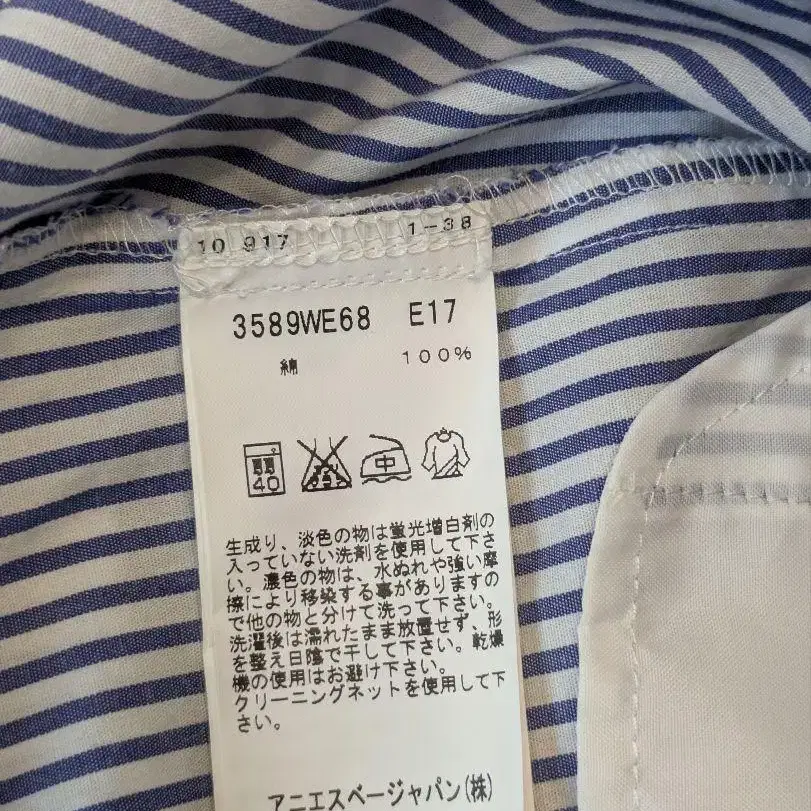 10 917 1-38
3589WE68 E17
綿 100%
40 中
生成り、淡色の物は蛍光増白剤の
入っていない洗剤を使用して下さ
い。濃色の物は、水ぬれや強い摩
擦により移染する事がありますの
で他の物と分けて洗って下さい。
洗濯後は濡れたまま放置せず、形
を整え日陰で干して下さい。乾燥
機の使用はお避け下さい。
クリーニングネットを使用して下
さい。
アニエスベージャパン(株)